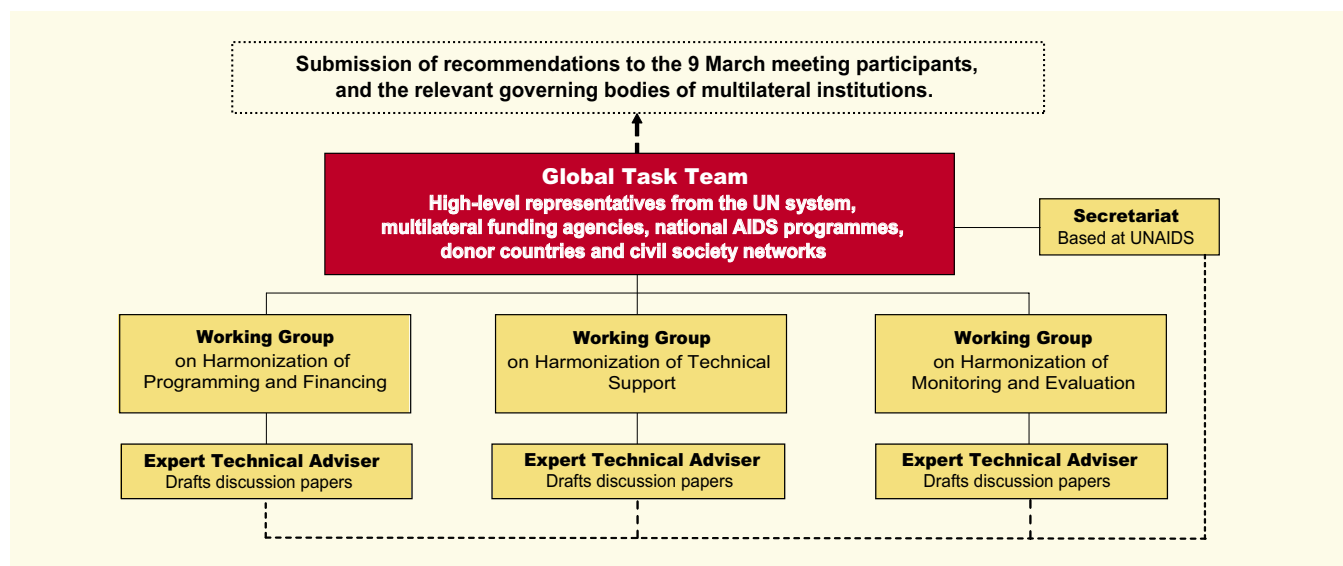 Submission of recommendations to the 9 March meeting participants,
and the relevant governing bodies of multilateral institutions.
Global Task Team
High-level representatives from the UN system,
multilateral funding agencies, national AIDS programmes,
donor countries and civil society networks
Secretariat
Based at UNAIDS
Working Group
on Harmonization of
Programming and Financing
Working Group
on Harmonization of Technical
Support
Working Group
on Harmonization of
Monitoring and Evaluation
Expert Technical Adviser
Drafts discussion papers
Expert Technical Adviser
Drafts discussion papers
Expert Technical Adviser
Drafts discussion papers